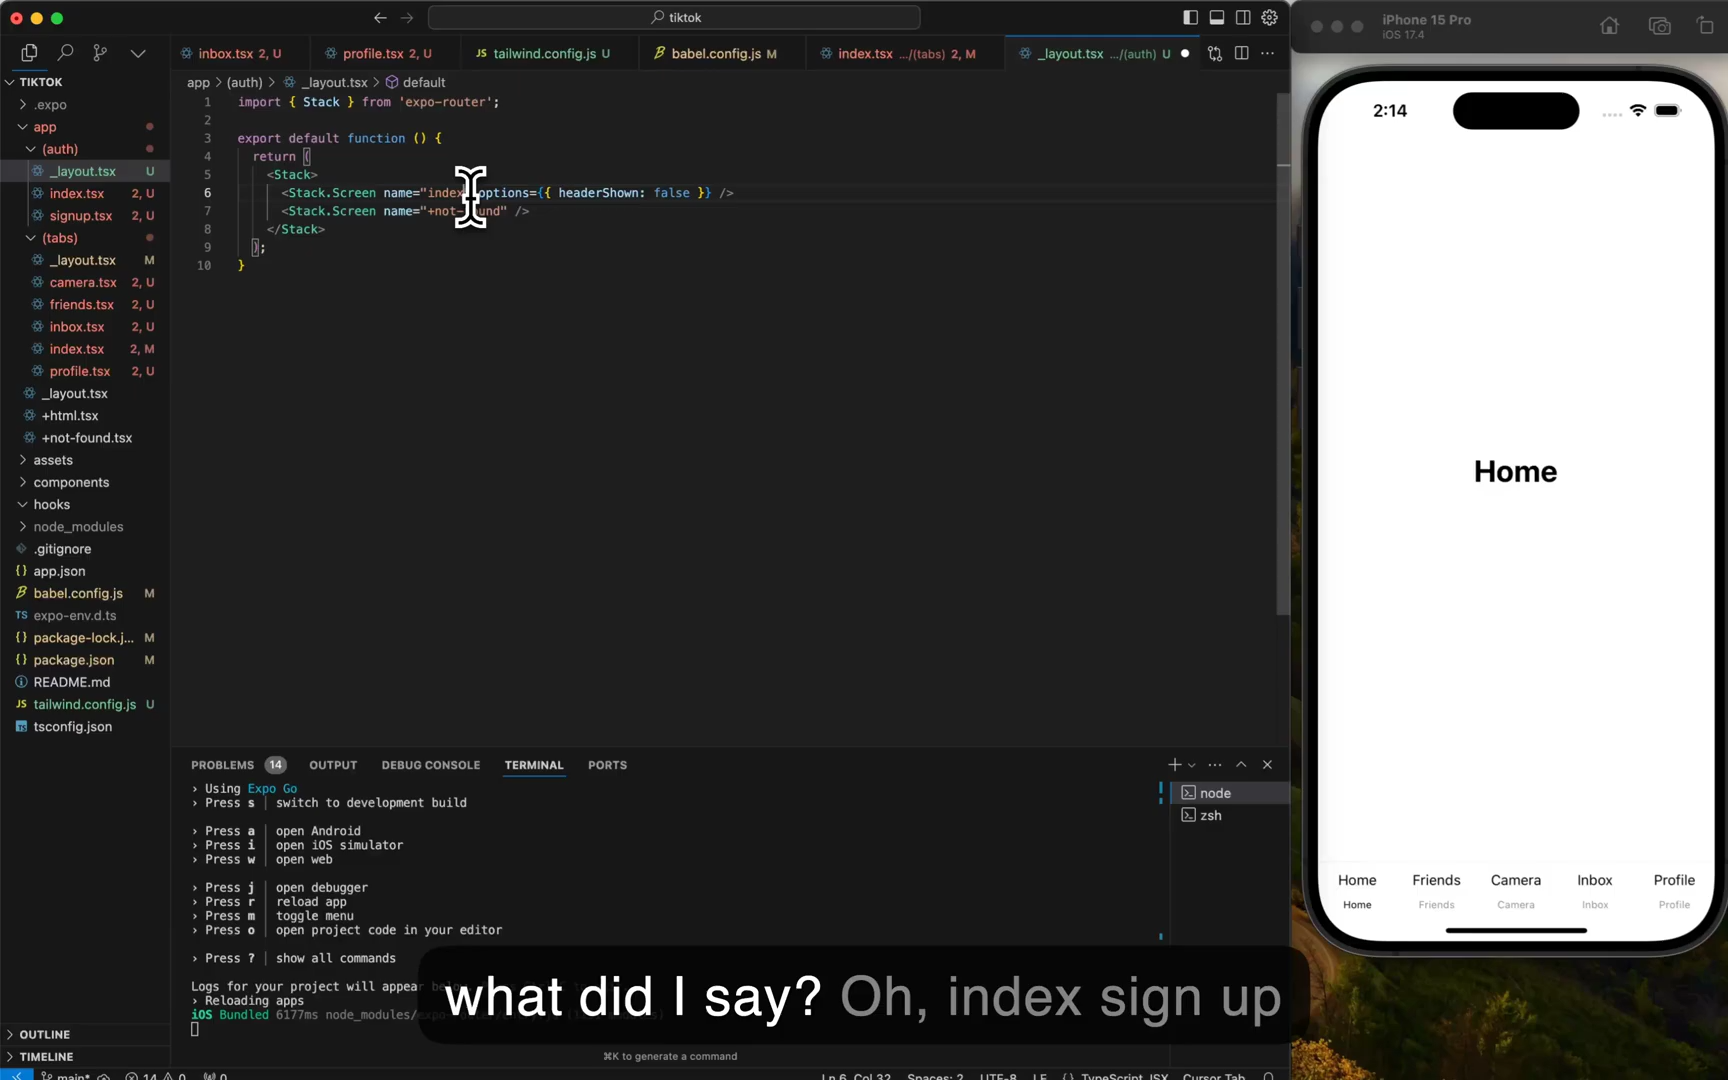 tiktok
iPhone 15 Pro
iOS 17.4
inbox.tsx 2, U
profile.tsx 2, U
JS tailwind.config.js U
babel.config.js M
index.tsx .../(tabs) 2, M
_layout.tsx .../(auth) U
TIKTOK
app > (auth) > _layout.tsx > default
.expo
app
(auth)
_layout.tsx U
index.tsx 2, U
signup.tsx 2, U
(tabs)
_layout.tsx M
camera.tsx 2, U
friends.tsx 2, U
inbox.tsx 2, U
index.tsx 2, M
profile.tsx 2, U
_layout.tsx
+html.tsx
+not-found.tsx
assets
components
hooks
node_modules
.gitignore
{} app.json
babel.config.js M
TS expo-env.d.ts
{} package-lock.j... M
{} package.json M
README.md
JS tailwind.config.js U
tsconfig.json
OUTLINE
TIMELINE
1 import { Stack } from 'expo-router';
2
3 export default function () {
4 return (
5 <Stack>
6 <Stack.Screen name="index options={{ headerShown: false }} />
7 <Stack.Screen name="+not-found" />
8 </Stack>
9 );
10 }
PROBLEMS 14 OUTPUT DEBUG CONSOLE TERMINAL PORTS
› Using Expo Go
› Press s │ switch to development build
› Press a │ open Android
› Press i │ open iOS simulator
› Press w │ open web
› Press j │ open debugger
› Press r │ reload app
› Press m │ toggle menu
› Press o │ open project code in your editor
› Press ? │ show all commands
Logs for your project will appear
› Reloading apps
iOS Bundled 6177ms node_modules/
node
zsh
⌘K to generate a command
main* 14 0 0
Ln 6, Col 32 Spaces: 2 UTF-8 LF {} TypeScript JSX Cursor Tab
2:14
Home
Home Friends Camera Inbox Profile
Home Friends Camera Inbox Profile
what did I say? Oh, index sign up